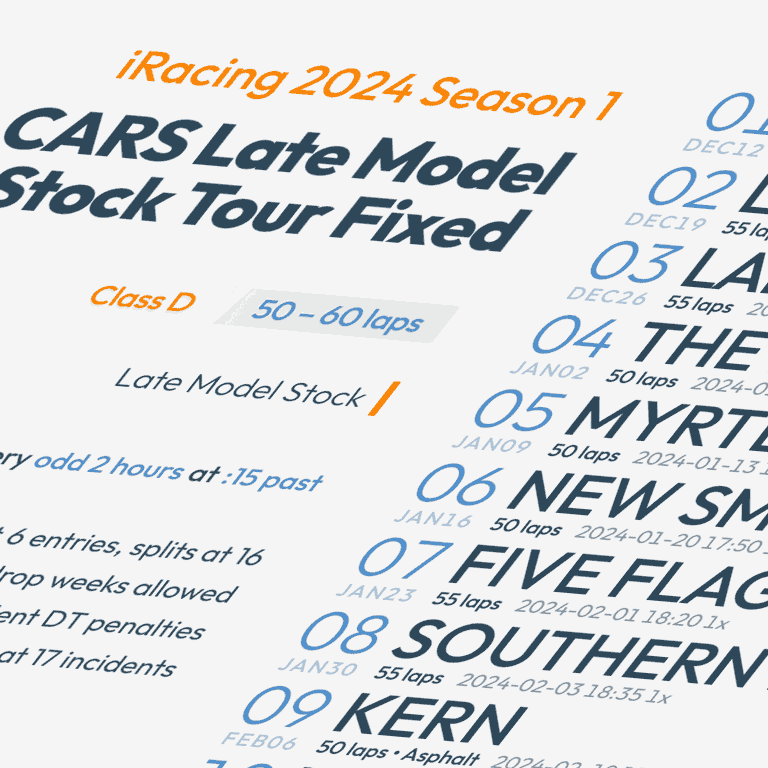 iRacing 2024 Season 1
CARS Late Model
Stock Tour Fixed
Class D
50 – 60 laps
Late Model Stock
odd 2 hours at :15 past
6 entries, splits at 16
drop weeks allowed
DT penalties
at 17 incidents
01
DEC12
02
DEC19 55
03
DEC26 55 laps
04 THE
JAN02 50 laps
05
JAN09 50 laps 2024-01-13
06 NEW
JAN16 50 laps 2024-01-20 17:50
07 FIVE
JAN23 55 laps 2024-02-01 18:20 1x
08 SOUTHERN
JAN30 55 laps 2024-02-03 18:35 1x
09 KERN
FEB06 50 laps • Asphalt